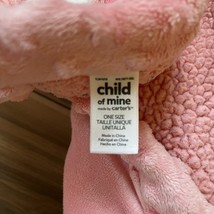 child
of mine
made by carter's
ONE SIZE
TAILLE UNIQUE
UNITALLA
Made in China
Fabriqué en Chine
Hecho en China